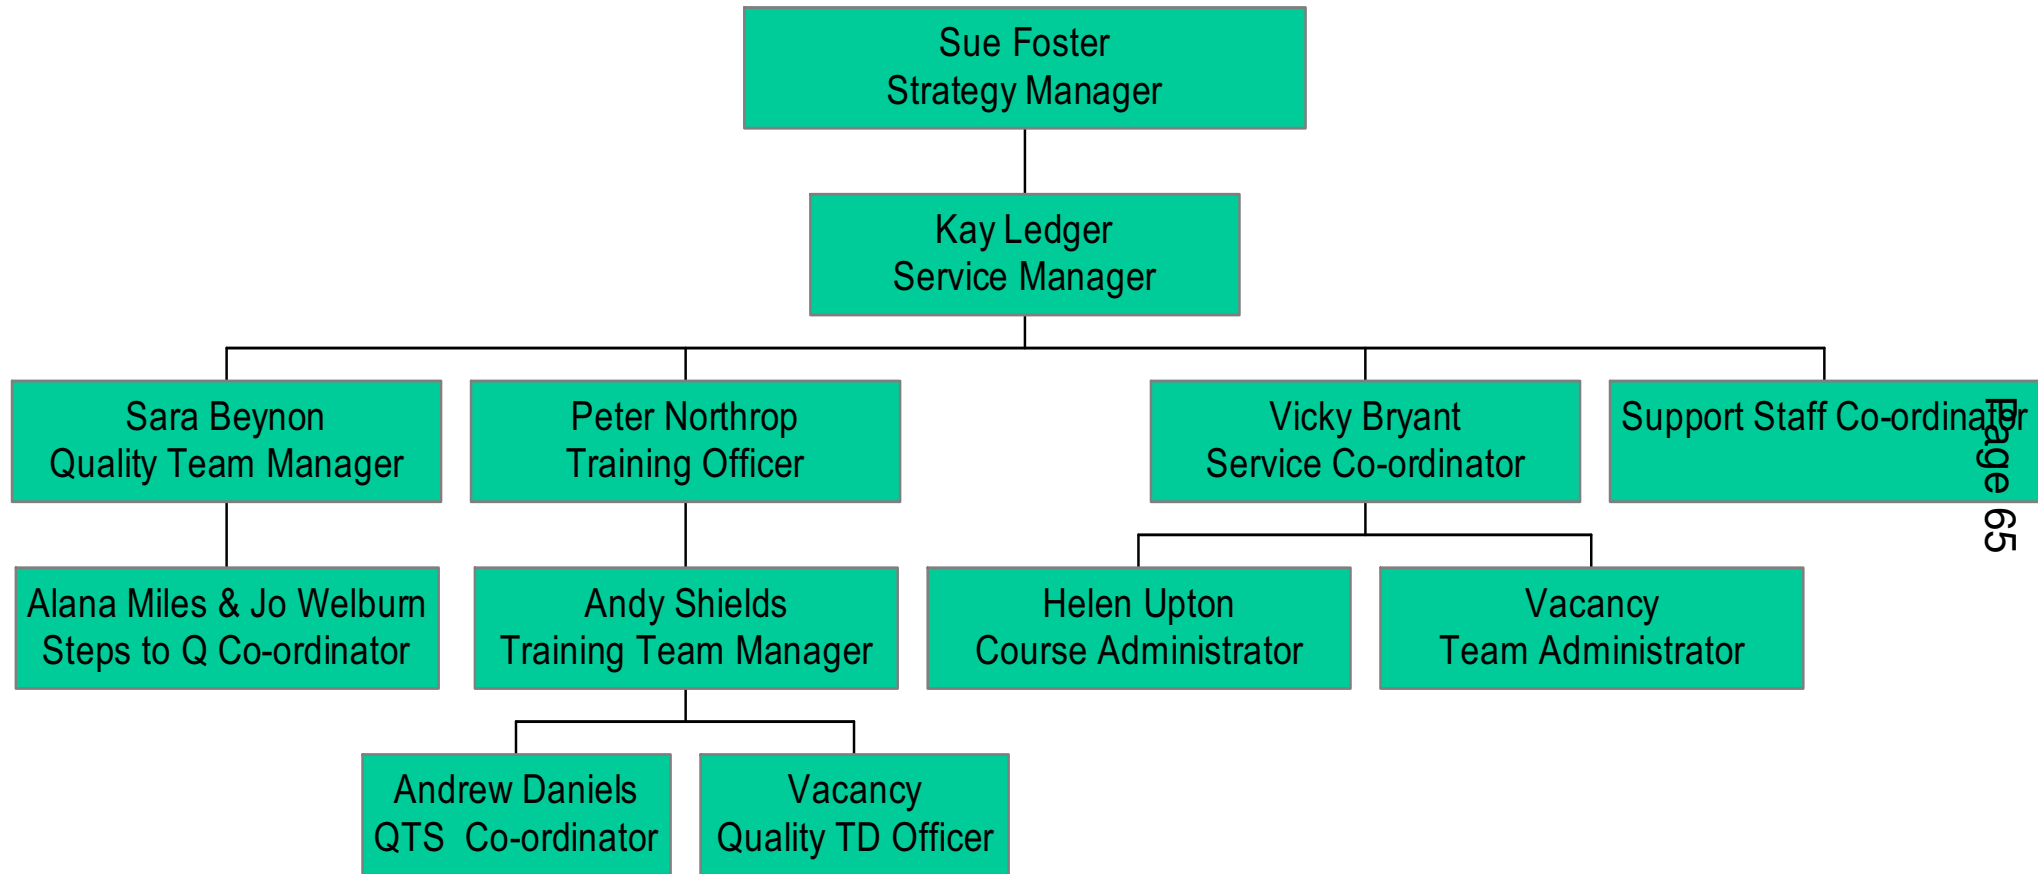 Sue Foster
Strategy Manager
Kay Ledger
Service Manager
Sara Beynon
Quality Team Manager
Peter Northrop
Training Officer
Vicky Bryant
Service Co-ordinator
Support Staff Co-ordinator
Page 65
Alana Miles & Jo Welburn
Steps to Q Co-ordinator
Andy Shields
Training Team Manager
Helen Upton
Course Administrator
Vacancy
Team Administrator
Andrew Daniels
QTS  Co-ordinator
Vacancy
Quality TD Officer